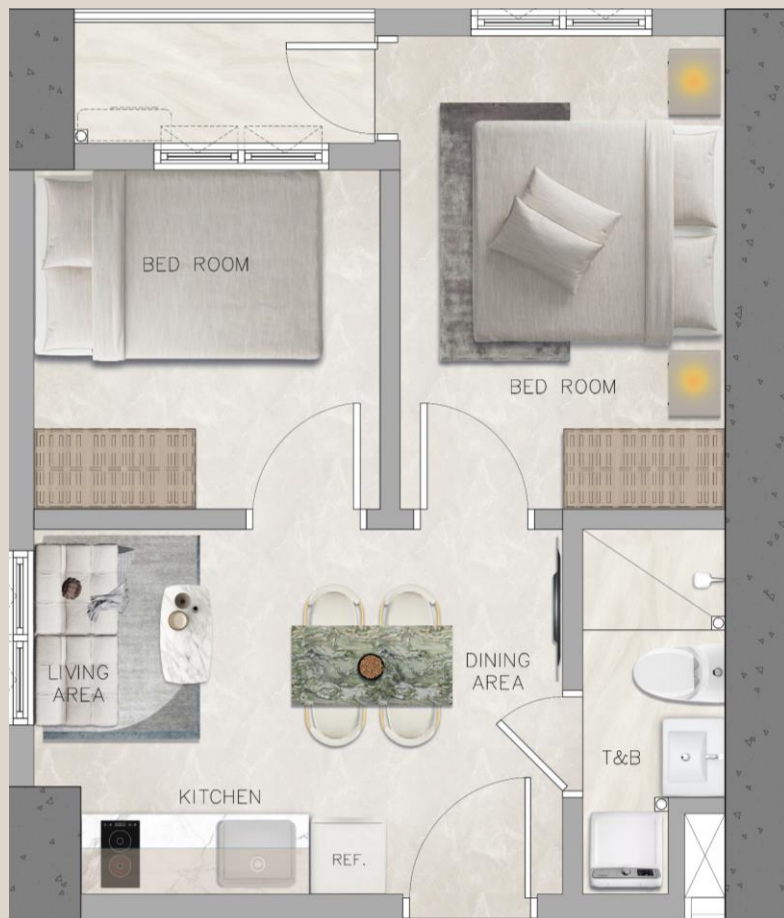 BED ROOM
BED ROOM
LIVING
AREA
DINING
AREA
T&B
KITCHEN
REF.